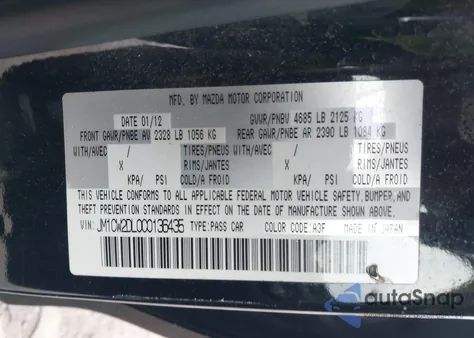 MFD. BY MAZDA MOTOR CORPORATION
DATE 01/12 GVWR/PNBV 4685 LB 2125 KG
FRONT GAWR/PNBE AV 2328 LB 1056 KG REAR GAWR/PNBE AR 2390 LB 1084 KG
WITH/AVEC / TIRES/PNEUS WITH/AVEC / TIRES/PNEUS
X RIMS/JANTES X RIMS/JANTES
KPA/ PSI COLD/A FROID KPA/ PSI COLD/A FROID
THIS VEHICLE CONFORMS TO ALL APPLICABLE FEDERAL MOTOR VEHICLE SAFETY, BUMPER, AND
THEFT PREVENTION STANDARDS IN EFFECT ON THE DATE OF MANUFACTURE SHOWN ABOVE.
VIN: JM1CW2DL0C0136435 TYPE: PASS CAR COLOR CODE: A3F MADE IN JAPAN
autoSnap